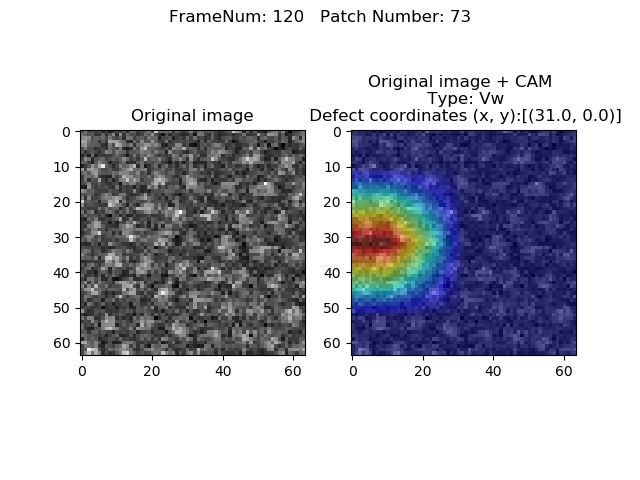 FrameNum: 120   Patch Number: 73
Original image
Original image + CAM
Type: Vw
Defect coordinates (x, y):[(31.0, 0.0)]
0
10
20
30
40
50
60
0 20 40 60
0
10
20
30
40
50
60
0 20 40 60